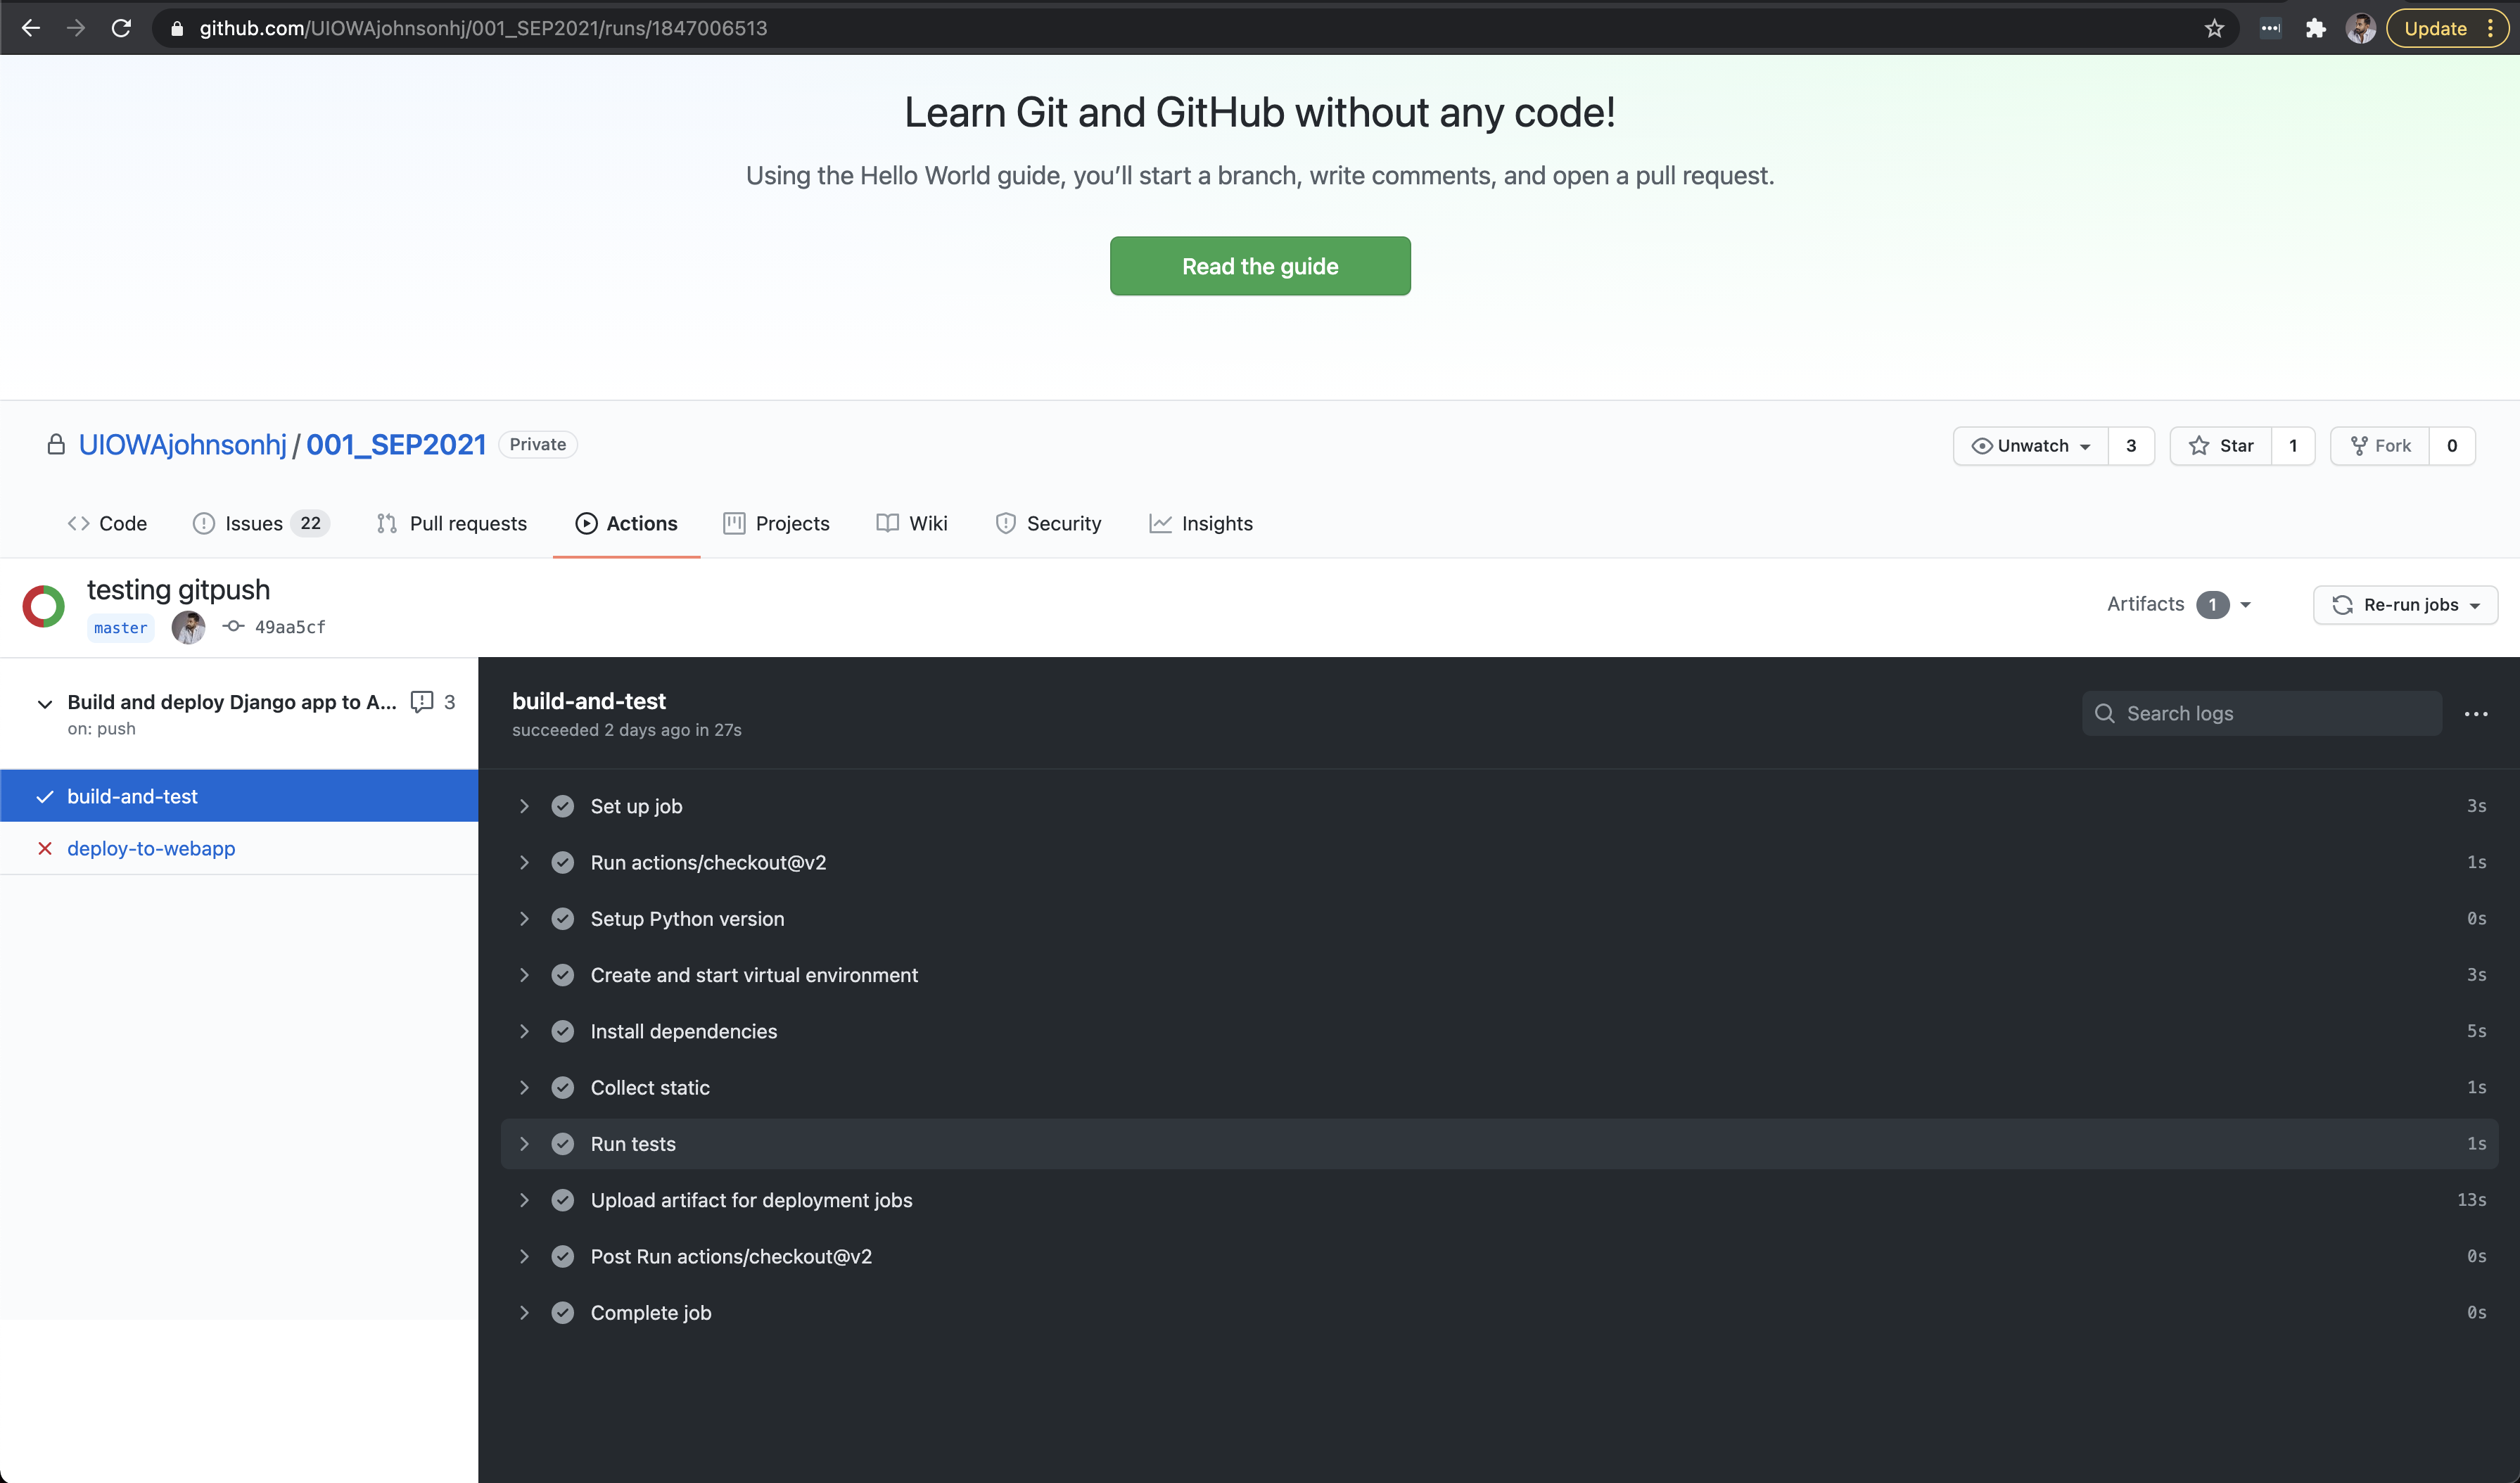 github.com/UIOWAjohnsonhj/001_SEP2021/runs/1847006513
Update
Learn Git and GitHub without any code!
Using the Hello World guide, you’ll start a branch, write comments, and open a pull request.
Read the guide
UIOWAjohnsonhj / 001_SEP2021 Private
Unwatch 3 Star 1 Fork 0
Code Issues 22 Pull requests Actions Projects Wiki Security Insights
testing gitpush
master 49aa5cf
Artifacts 1 Re-run jobs
Build and deploy Django app to A... 3
on: push
build-and-test
deploy-to-webapp
build-and-test
succeeded 2 days ago in 27s
Search logs
Set up job 3s
Run actions/checkout@v2 1s
Setup Python version 0s
Create and start virtual environment 3s
Install dependencies 5s
Collect static 1s
Run tests 1s
Upload artifact for deployment jobs 13s
Post Run actions/checkout@v2 0s
Complete job 0s